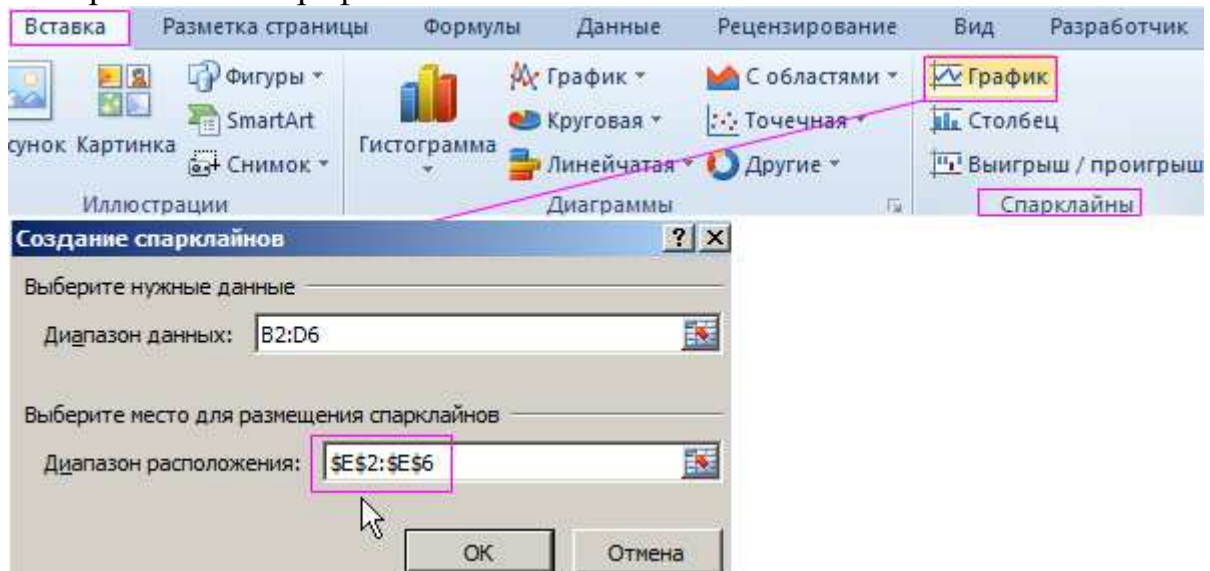 Вставка Разметка страницы Формулы Данные Рецензирование Вид Разработчик
Фигуры График С областями График
SmartArt Круговая Точечная Столбец
Картинка Гистограмма
Снимок Линейчатая Другие Выигрыш / проигрыш
Иллюстрации Диаграммы Спарклайны
Создание спарклайнов ? X
Выберите нужные данные
Диапазон данных: B2:D6
Выберите место для размещения спарклайнов
Диапазон расположения: $E$2:$E$6
OK Отмена